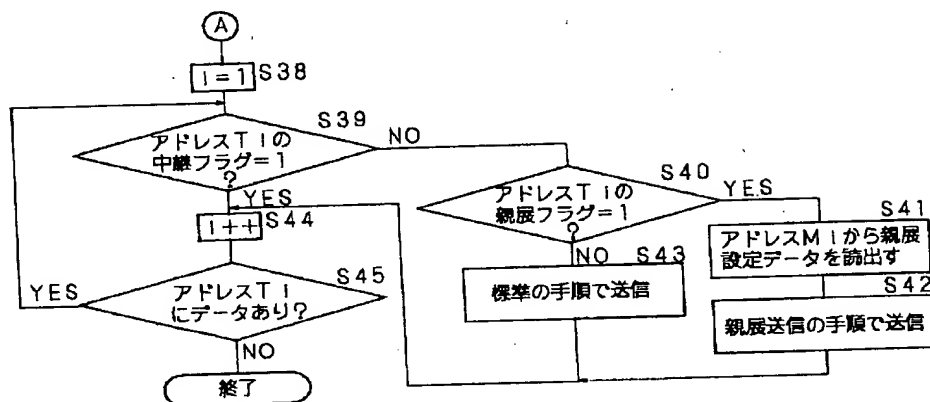 A
I=1 S38
S39
アドレスTIの
中継フラグ=1
?
NO
YES
S40
アドレスTIの
親展フラグ=1
?
YES
NO
S41
アドレスMIから親展
設定データを読出す
S42
親展送信の手順で送信
S43
標準の手順で送信
I++ S44
S45
アドレスTI
にデータあり?
YES
NO
終了